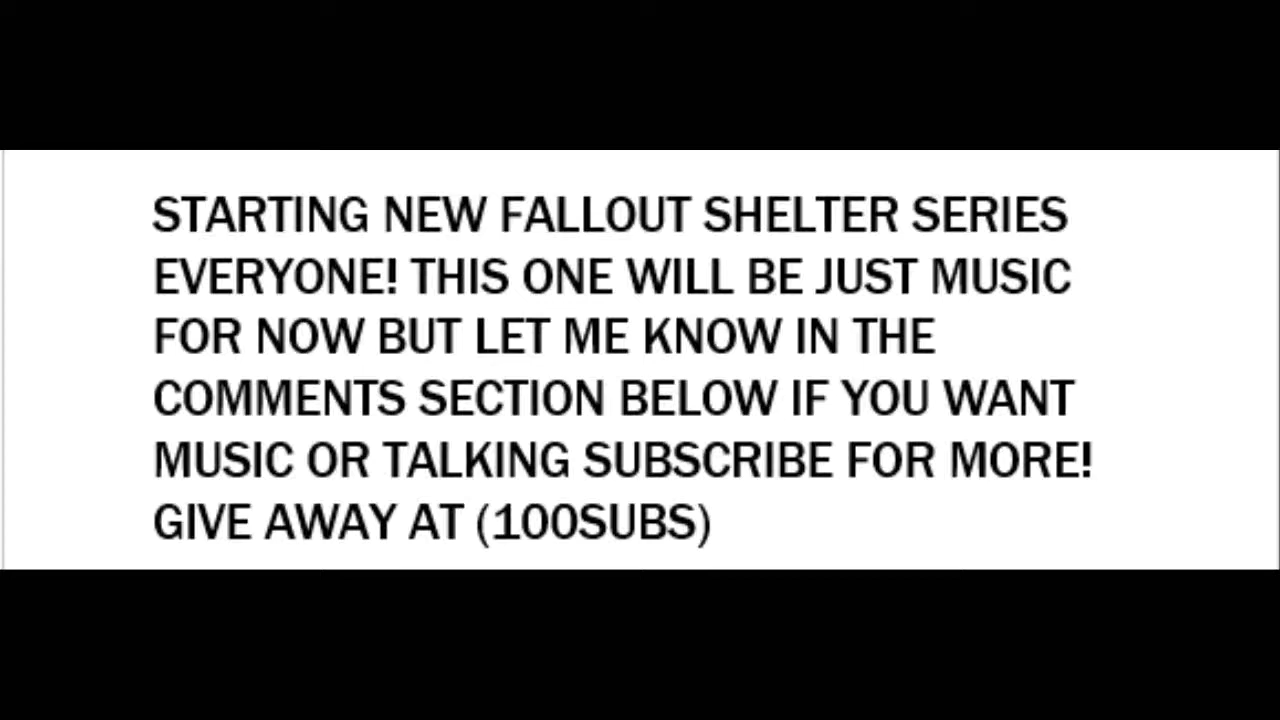 STARTING NEW FALLOUT SHELTER SERIES
EVERYONE! THIS ONE WILL BE JUST MUSIC
FOR NOW BUT LET ME KNOW IN THE
COMMENTS SECTION BELOW IF YOU WANT
MUSIC OR TALKING SUBSCRIBE FOR MORE!
GIVE AWAY AT (100SUBS)